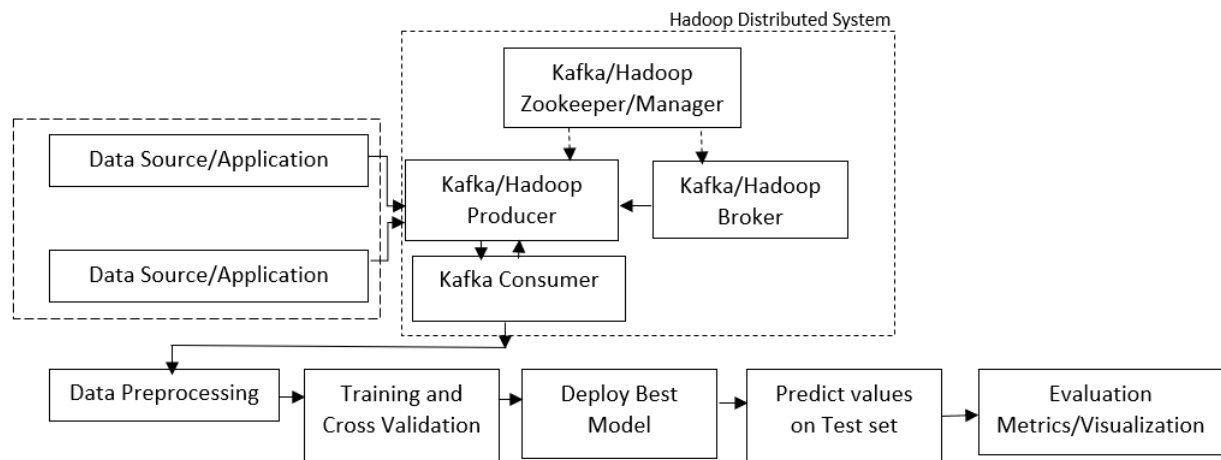 Hadoop Distributed System
Kafka/Hadoop
Zookeeper/Manager
Data Source/Application
Kafka/Hadoop
Producer
Kafka/Hadoop
Broker
Data Source/Application
Kafka Consumer
Data Preprocessing
Training and
Cross Validation
Deploy Best
Model
Predict values
on Test set
Evaluation
Metrics/Visualization